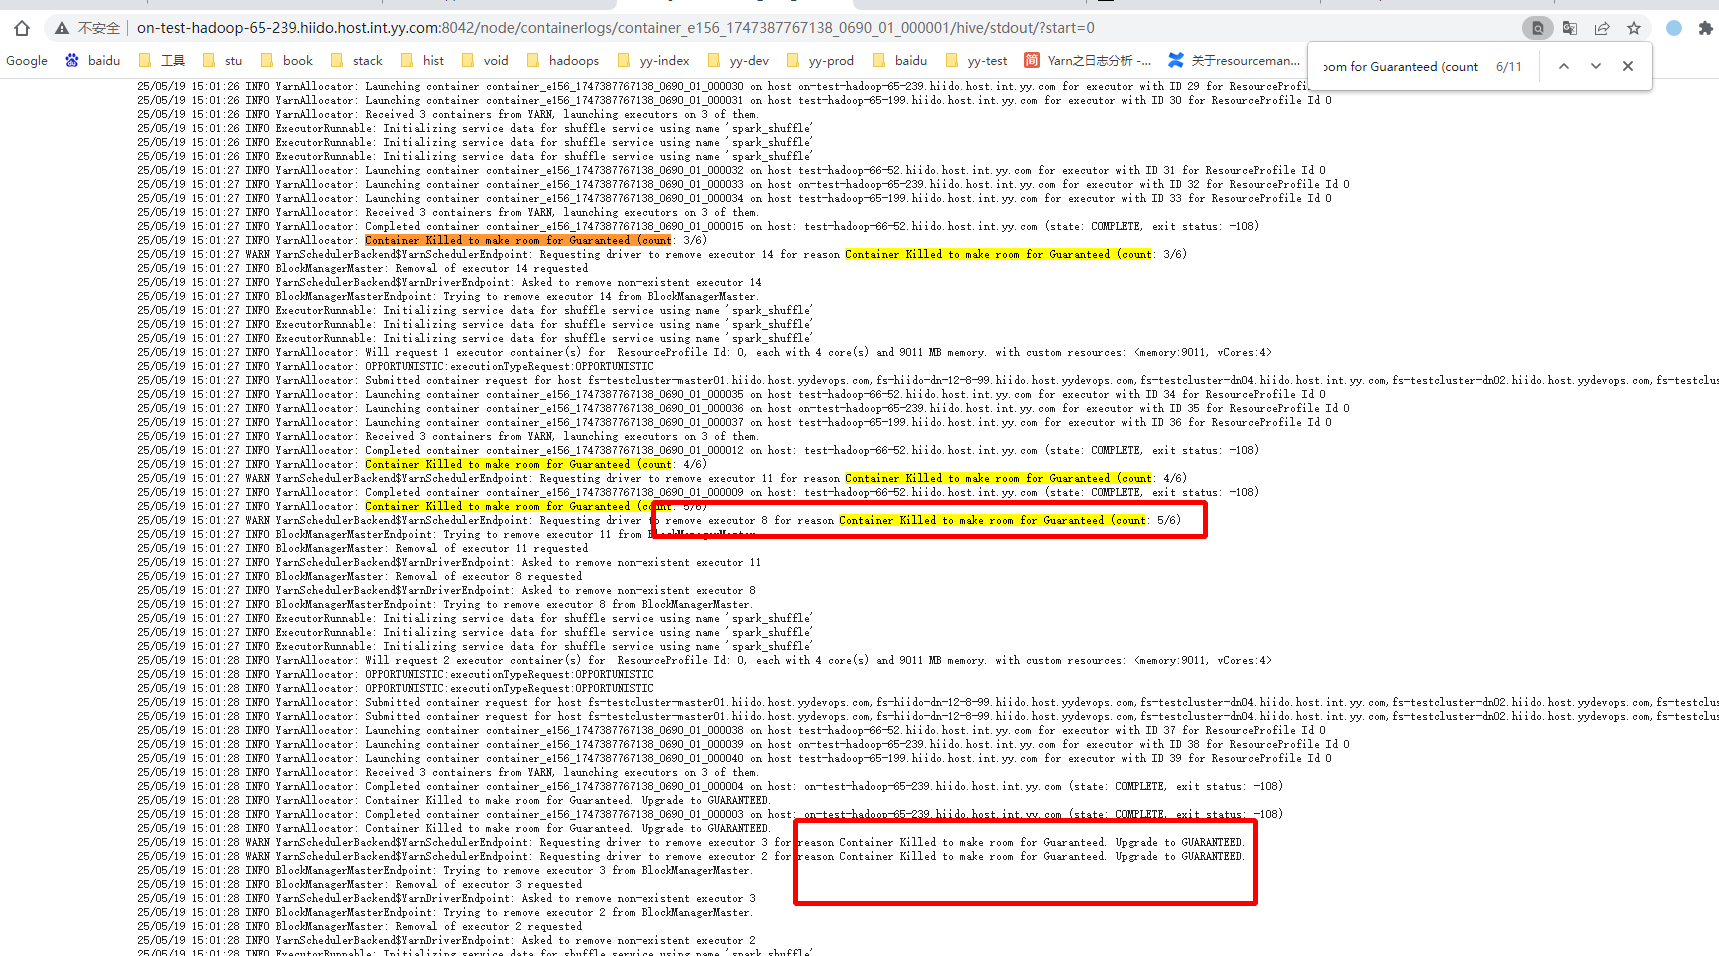 不安全 on-test-hadoop-65-239.hiido.host.int.yy.com:8042/node/containerlogs/container_e156_1747387767138_0690_01_000001/hive/stdout/?start=0
Google baidu 工具 stu book stack hist void hadoops yy-index yy-dev yy-prod baidu yy-test 简 Yarn之日志分析 -... 关于resourceman...
oom for Guaranteed (count 6/11
25/05/19 15:01:26 INFO YarnAllocator: Launching container container_e156_1747387767138_0690_01_000030 on host on-test-hadoop-65-239.hiido.host.int.yy.com for executor with ID 29 for ResourceProfi
25/05/19 15:01:26 INFO YarnAllocator: Launching container container_e156_1747387767138_0690_01_000031 on host on-test-hadoop-65-199.hiido.host.int.yy.com for executor with ID 30 for ResourceProfile Id 0
25/05/19 15:01:26 INFO YarnAllocator: Received 3 containers from YARN, launching executors on 3 of them.
25/05/19 15:01:26 INFO ExecutorRunnable: Initializing service data for shuffle service using name 'spark_shuffle'
25/05/19 15:01:26 INFO ExecutorRunnable: Initializing service data for shuffle service using name 'spark_shuffle'
25/05/19 15:01:26 INFO ExecutorRunnable: Initializing service data for shuffle service using name 'spark_shuffle'
25/05/19 15:01:27 INFO YarnAllocator: Launching container container_e156_1747387767138_0690_01_000032 on host test-hadoop-66-52.hiido.host.int.yy.com for executor with ID 31 for ResourceProfile Id 0
25/05/19 15:01:27 INFO YarnAllocator: Launching container container_e156_1747387767138_0690_01_000033 on host on-test-hadoop-65-239.hiido.host.int.yy.com for executor with ID 32 for ResourceProfile Id 0
25/05/19 15:01:27 INFO YarnAllocator: Launching container container_e156_1747387767138_0690_01_000034 on host on-test-hadoop-65-199.hiido.host.int.yy.com for executor with ID 33 for ResourceProfile Id 0
25/05/19 15:01:27 INFO YarnAllocator: Received 3 containers from YARN, launching executors on 3 of them.
25/05/19 15:01:27 INFO YarnAllocator: Completed container container_e156_1747387767138_0690_01_000015 on host: test-hadoop-66-52.hiido.host.int.yy.com (state: COMPLETE, exit status: -108)
25/05/19 15:01:27 INFO YarnAllocator: Container Killed to make room for Guaranteed (count: 3/6)
25/05/19 15:01:27 WARN YarnSchedulerBackend$YarnSchedulerEndpoint: Requesting driver to remove executor 14 for reason Container Killed to make room for Guaranteed (count: 3/6)
25/05/19 15:01:27 INFO BlockManagerMaster: Removal of executor 14 requested
25/05/19 15:01:27 INFO YarnSchedulerBackend$YarnDriverEndpoint: Asked to remove non-existent executor 14
25/05/19 15:01:27 INFO BlockManagerMasterEndpoint: Trying to remove executor 14 from BlockManagerMaster.
25/05/19 15:01:27 INFO ExecutorRunnable: Initializing service data for shuffle service using name 'spark_shuffle'
25/05/19 15:01:27 INFO ExecutorRunnable: Initializing service data for shuffle service using name 'spark_shuffle'
25/05/19 15:01:27 INFO ExecutorRunnable: Initializing service data for shuffle service using name 'spark_shuffle'
25/05/19 15:01:27 INFO YarnAllocator: Will request 1 executor container(s) for  ResourceProfile Id: 0, each with 4 core(s) and 9011 MB memory. with custom resources: <memory:9011, vCores:4>
25/05/19 15:01:27 INFO YarnAllocator: OPPORTUNISTIC:executionTypeRequest:OPPORTUNISTIC
25/05/19 15:01:27 INFO YarnAllocator: Submitted container request for host fs-testcluster-master01.hiido.host.yydevops.com,fs-hiido-dn-12-8-99.hiido.host.yydevops.com,fs-testcluster-dn04.hiido.host.int.yy.com,fs-testcluster-dn02.hiido.host.yydevops.com,fs-testclus
25/05/19 15:01:27 INFO YarnAllocator: Launching container container_e156_1747387767138_0690_01_000035 on host test-hadoop-66-52.hiido.host.int.yy.com for executor with ID 34 for ResourceProfile Id 0
25/05/19 15:01:27 INFO YarnAllocator: Launching container container_e156_1747387767138_0690_01_000036 on host on-test-hadoop-65-239.hiido.host.int.yy.com for executor with ID 35 for ResourceProfile Id 0
25/05/19 15:01:27 INFO YarnAllocator: Launching container container_e156_1747387767138_0690_01_000037 on host on-test-hadoop-65-199.hiido.host.int.yy.com for executor with ID 36 for ResourceProfile Id 0
25/05/19 15:01:27 INFO YarnAllocator: Received 3 containers from YARN, launching executors on 3 of them.
25/05/19 15:01:27 INFO YarnAllocator: Completed container container_e156_1747387767138_0690_01_000012 on host: test-hadoop-66-52.hiido.host.int.yy.com (state: COMPLETE, exit status: -108)
25/05/19 15:01:27 INFO YarnAllocator: Container Killed to make room for Guaranteed (count: 4/6)
25/05/19 15:01:27 WARN YarnSchedulerBackend$YarnSchedulerEndpoint: Requesting driver to remove executor 11 for reason Container Killed to make room for Guaranteed (count: 4/6)
25/05/19 15:01:27 INFO YarnAllocator: Completed container container_e156_1747387767138_0690_01_000009 on host: test-hadoop-66-52.hiido.host.int.yy.com (state: COMPLETE, exit status: -108)
25/05/19 15:01:27 INFO YarnAllocator: Container Killed to make room for Guaranteed (count: 5/6)
25/05/19 15:01:27 WARN YarnSchedulerBackend$YarnSchedulerEndpoint: Requesting driver to remove executor 8 for reason Container Killed to make room for Guaranteed (count: 5/6)
25/05/19 15:01:27 INFO BlockManagerMasterEndpoint: Trying to remove executor 11 from BlockManagerMaster.
25/05/19 15:01:27 INFO BlockManagerMaster: Removal of executor 11 requested
25/05/19 15:01:27 INFO YarnSchedulerBackend$YarnDriverEndpoint: Asked to remove non-existent executor 11
25/05/19 15:01:27 INFO BlockManagerMaster: Removal of executor 8 requested
25/05/19 15:01:27 INFO YarnSchedulerBackend$YarnDriverEndpoint: Asked to remove non-existent executor 8
25/05/19 15:01:27 INFO BlockManagerMasterEndpoint: Trying to remove executor 8 from BlockManagerMaster.
25/05/19 15:01:27 INFO ExecutorRunnable: Initializing service data for shuffle service using name 'spark_shuffle'
25/05/19 15:01:27 INFO ExecutorRunnable: Initializing service data for shuffle service using name 'spark_shuffle'
25/05/19 15:01:27 INFO ExecutorRunnable: Initializing service data for shuffle service using name 'spark_shuffle'
25/05/19 15:01:28 INFO YarnAllocator: Will request 2 executor container(s) for  ResourceProfile Id: 0, each with 4 core(s) and 9011 MB memory. with custom resources: <memory:9011, vCores:4>
25/05/19 15:01:28 INFO YarnAllocator: OPPORTUNISTIC:executionTypeRequest:OPPORTUNISTIC
25/05/19 15:01:28 INFO YarnAllocator: OPPORTUNISTIC:executionTypeRequest:OPPORTUNISTIC
25/05/19 15:01:28 INFO YarnAllocator: Submitted container request for host fs-testcluster-master01.hiido.host.yydevops.com,fs-hiido-dn-12-8-99.hiido.host.yydevops.com,fs-testcluster-dn04.hiido.host.int.yy.com,fs-testcluster-dn02.hiido.host.yydevops.com,fs-testclus
25/05/19 15:01:28 INFO YarnAllocator: Submitted container request for host fs-testcluster-master01.hiido.host.yydevops.com,fs-hiido-dn-12-8-99.hiido.host.yydevops.com,fs-testcluster-dn04.hiido.host.int.yy.com,fs-testcluster-dn02.hiido.host.yydevops.com,fs-testclus
25/05/19 15:01:28 INFO YarnAllocator: Launching container container_e156_1747387767138_0690_01_000038 on host test-hadoop-66-52.hiido.host.int.yy.com for executor with ID 37 for ResourceProfile Id 0
25/05/19 15:01:28 INFO YarnAllocator: Launching container container_e156_1747387767138_0690_01_000039 on host on-test-hadoop-65-239.hiido.host.int.yy.com for executor with ID 38 for ResourceProfile Id 0
25/05/19 15:01:28 INFO YarnAllocator: Launching container container_e156_1747387767138_0690_01_000040 on host on-test-hadoop-65-199.hiido.host.int.yy.com for executor with ID 39 for ResourceProfile Id 0
25/05/19 15:01:28 INFO YarnAllocator: Received 3 containers from YARN, launching executors on 3 of them.
25/05/19 15:01:28 INFO YarnAllocator: Completed container container_e156_1747387767138_0690_01_000004 on host: on-test-hadoop-65-239.hiido.host.int.yy.com (state: COMPLETE, exit status: -108)
25/05/19 15:01:28 INFO YarnAllocator: Container Killed to make room for Guaranteed. Upgrade to GUARANTEED.
25/05/19 15:01:28 INFO YarnAllocator: Completed container container_e156_1747387767138_0690_01_000003 on host: on-test-hadoop-65-239.hiido.host.int.yy.com (state: COMPLETE, exit status: -108)
25/05/19 15:01:28 INFO YarnAllocator: Container Killed to make room for Guaranteed. Upgrade to GUARANTEED.
25/05/19 15:01:28 WARN YarnSchedulerBackend$YarnSchedulerEndpoint: Requesting driver to remove executor 3 for reason Container Killed to make room for Guaranteed. Upgrade to GUARANTEED.
25/05/19 15:01:28 WARN YarnSchedulerBackend$YarnSchedulerEndpoint: Requesting driver to remove executor 2 for reason Container Killed to make room for Guaranteed. Upgrade to GUARANTEED.
25/05/19 15:01:28 INFO BlockManagerMasterEndpoint: Trying to remove executor 3 from BlockManagerMaster.
25/05/19 15:01:28 INFO BlockManagerMaster: Removal of executor 3 requested
25/05/19 15:01:28 INFO YarnSchedulerBackend$YarnDriverEndpoint: Asked to remove non-existent executor 3
25/05/19 15:01:28 INFO BlockManagerMasterEndpoint: Trying to remove executor 2 from BlockManagerMaster.
25/05/19 15:01:28 INFO BlockManagerMaster: Removal of executor 2 requested
25/05/19 15:01:28 INFO YarnSchedulerBackend$YarnDriverEndpoint: Asked to remove non-existent executor 2
25/05/19 15:01:28 INFO ExecutorRunnable: Initializing service data for shuffle service using name 'spark_shuffle'